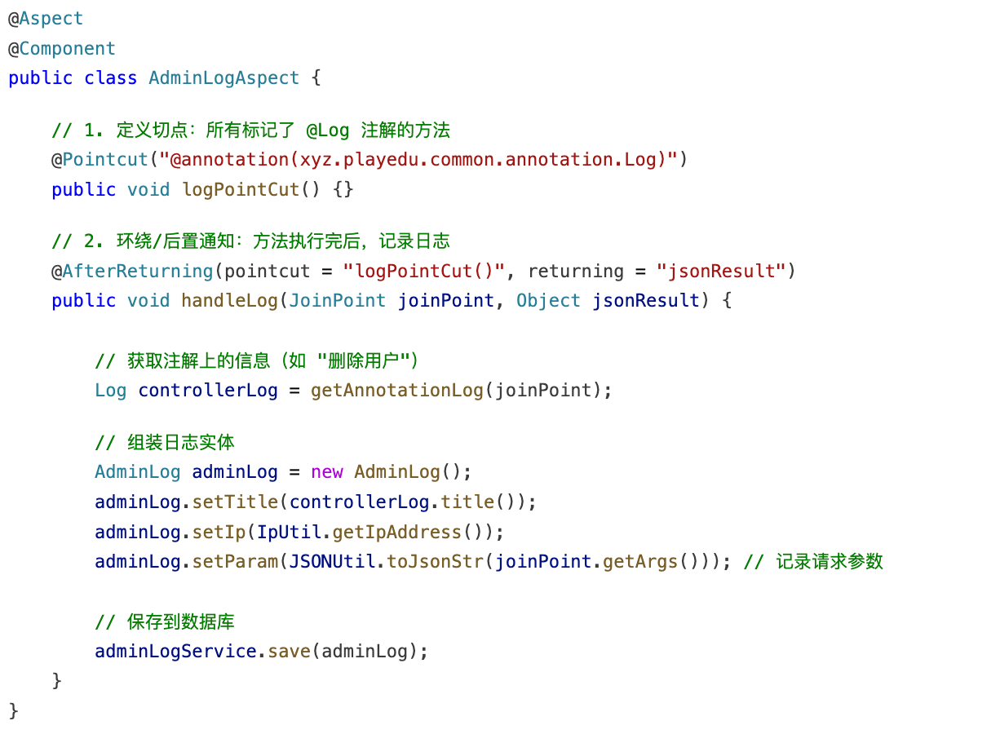 @Aspect
@Component
public class AdminLogAspect {
    // 1. 定义切点：所有标记了 @Log 注解的方法
    @Pointcut("@annotation(xyz.playedu.common.annotation.Log)")
    public void logPointCut() {}
    // 2. 环绕/后置通知：方法执行完后，记录日志
    @AfterReturning(pointcut = "logPointCut()", returning = "jsonResult")
    public void handleLog(JoinPoint joinPoint, Object jsonResult) {
        // 获取注解上的信息（如 "删除用户"）
        Log controllerLog = getAnnotationLog(joinPoint);
        // 组装日志实体
        AdminLog adminLog = new AdminLog();
        adminLog.setTitle(controllerLog.title());
        adminLog.setIp(IpUtil.getIpAddress());
        adminLog.setParam(JSONUtil.toJsonStr(joinPoint.getArgs())); // 记录请求参数
        // 保存到数据库
        adminLogService.save(adminLog);
    }
}